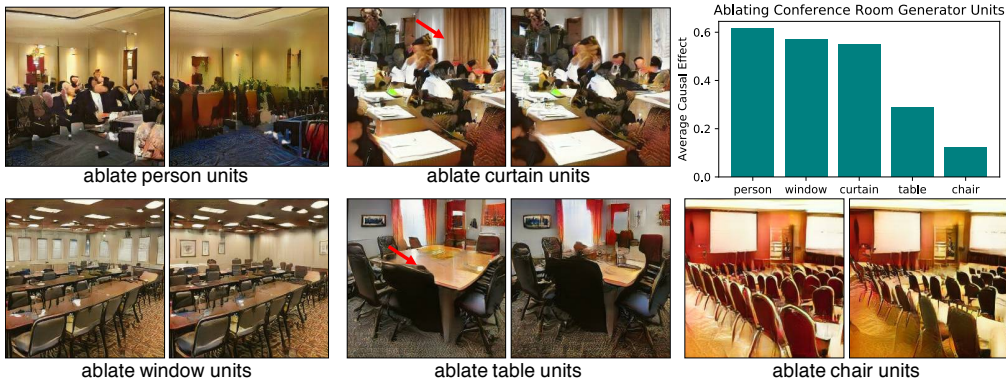 ablate person units
ablate curtain units
Ablating Conference Room Generator Units
Average Causal Effect
0.6
0.4
0.2
0.0
person window curtain table chair
ablate window units
ablate table units
ablate chair units